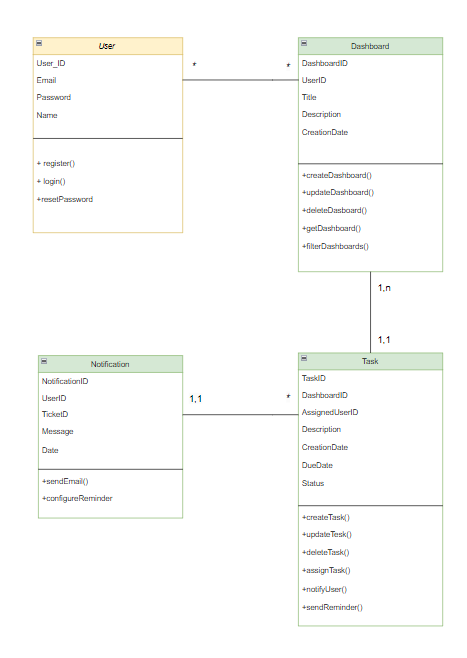 User
User_ID
Email
Password
Name
+ register()
+ login()
+resetPassword
*
*
Dashboard
DashboardID
UserID
Title
Description
CreationDate
+createDashboard()
+updateDashboard()
+deleteDasboard()
+getDashboard()
+filterDashboards()
1,n
1,1
Notification
NotificationID
UserID
TicketD
Message
Date
+sendEmail()
+configureReminder
1,1
*
Task
TaskID
DashboardID
AssignedUserID
Description
CreationDate
DueDate
Status
+createTask()
+updateTesk()
+deleteTask()
+assignTask()
+notifyUser()
+sendReminder()